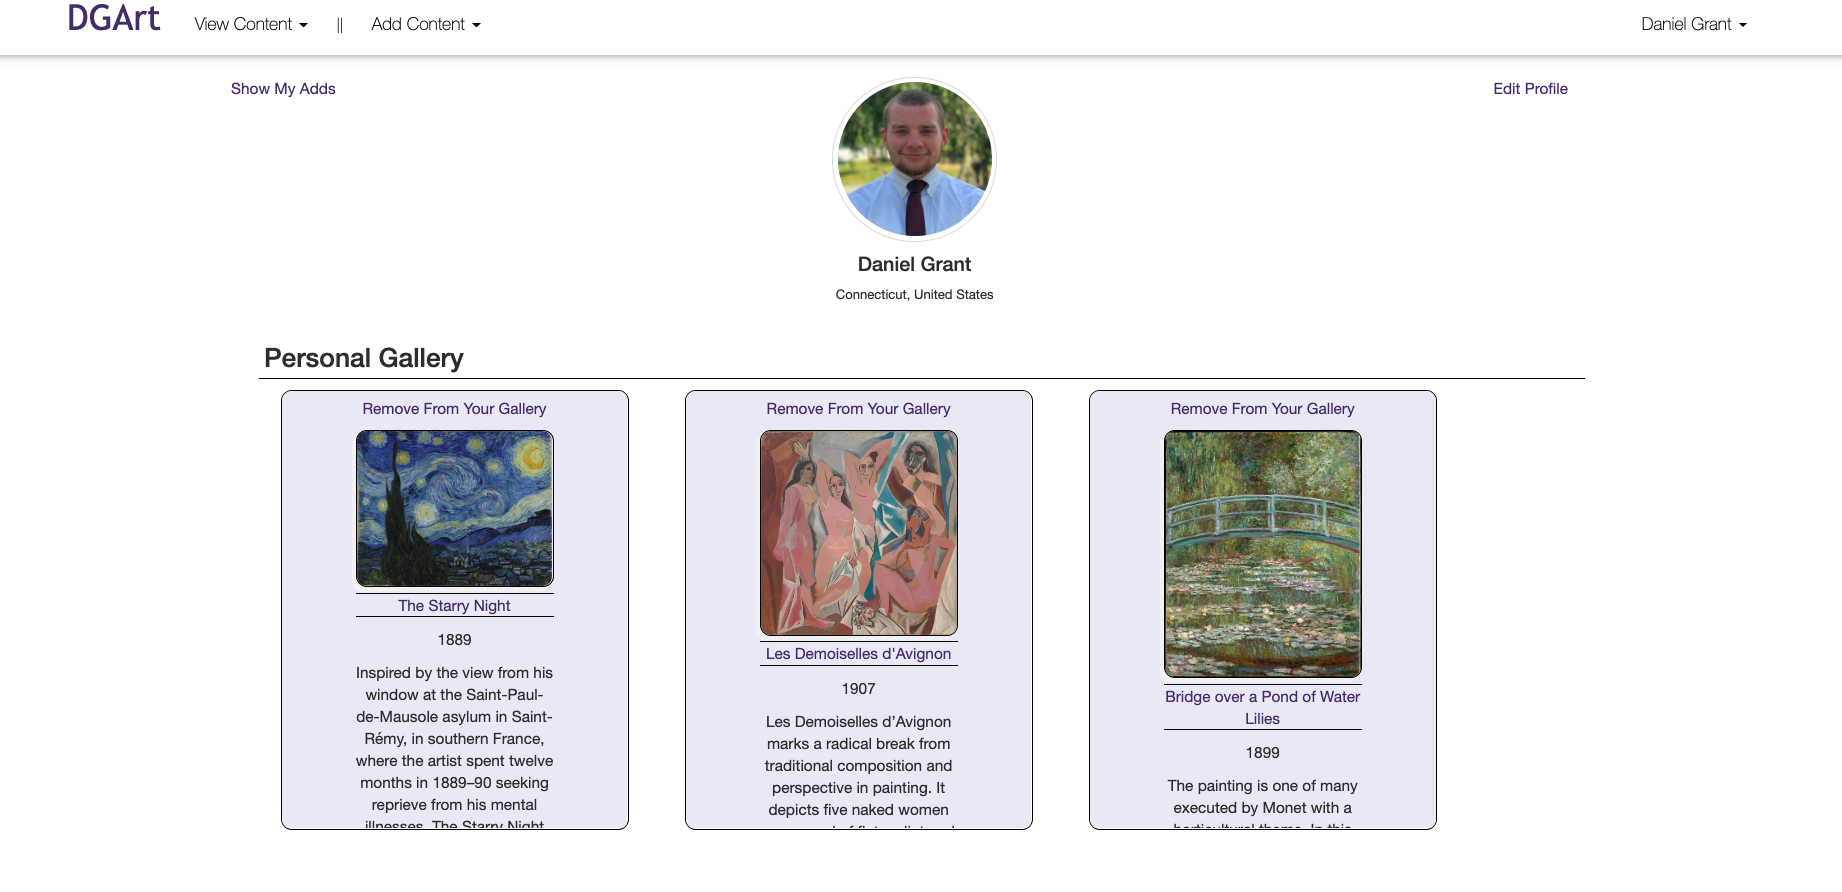 DGArt
View Content
||
Add Content
Daniel Grant
Show My Adds
Edit Profile
Daniel Grant
Connecticut, United States
Personal Gallery
Remove From Your Gallery
The Starry Night
1889
Inspired by the view from his
window at the Saint-Paul-
de-Mausole asylum in Saint-
Rémy, in southern France,
where the artist spent twelve
months in 1889–90 seeking
reprieve from his mental
illnesses, The Starry Night
Remove From Your Gallery
Les Demoiselles d'Avignon
1907
Les Demoiselles d’Avignon
marks a radical break from
traditional composition and
perspective in painting. It
depicts five naked women
Remove From Your Gallery
Bridge over a Pond of Water
Lilies
1899
The painting is one of many
executed by Monet with a
horticultural theme. In this